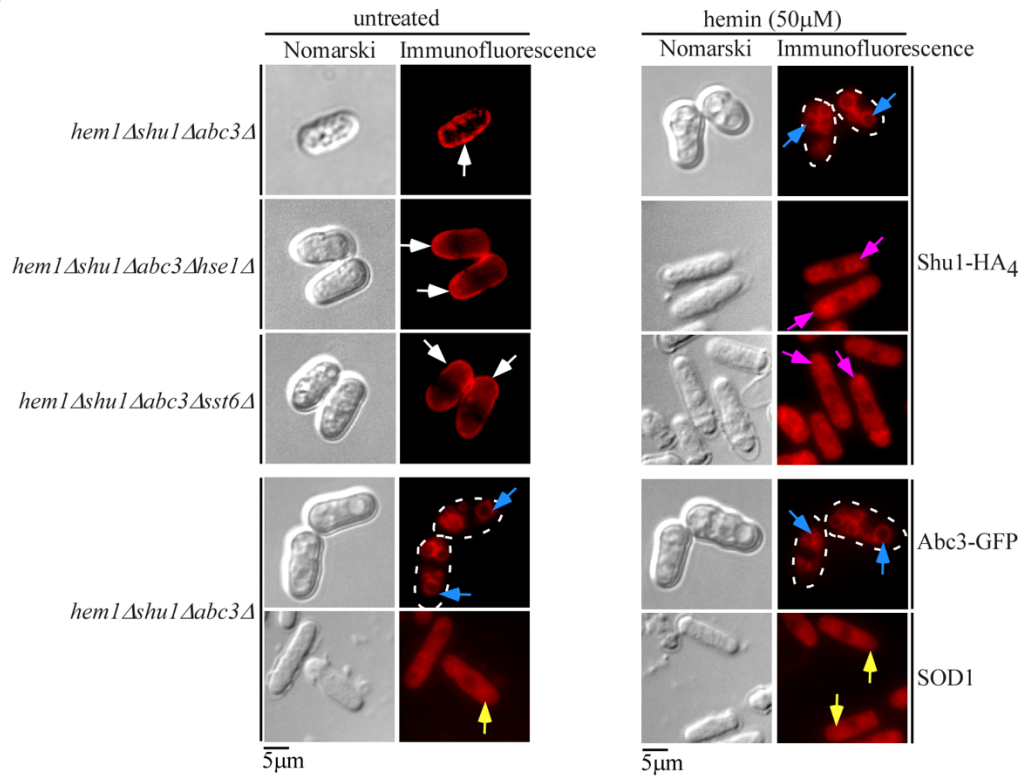 untreated
hemin (50μM)
Nomarski Immunofluorescence
Nomarski Immunofluorescence
hem1Δshu1Δabc3Δ
hem1Δshu1Δabc3Δhse1Δ
Shu1-HA4
hem1Δshu1Δabc3Δsst6Δ
Abc3-GFP
hem1Δshu1Δabc3Δ
SOD1
5μm
5μm